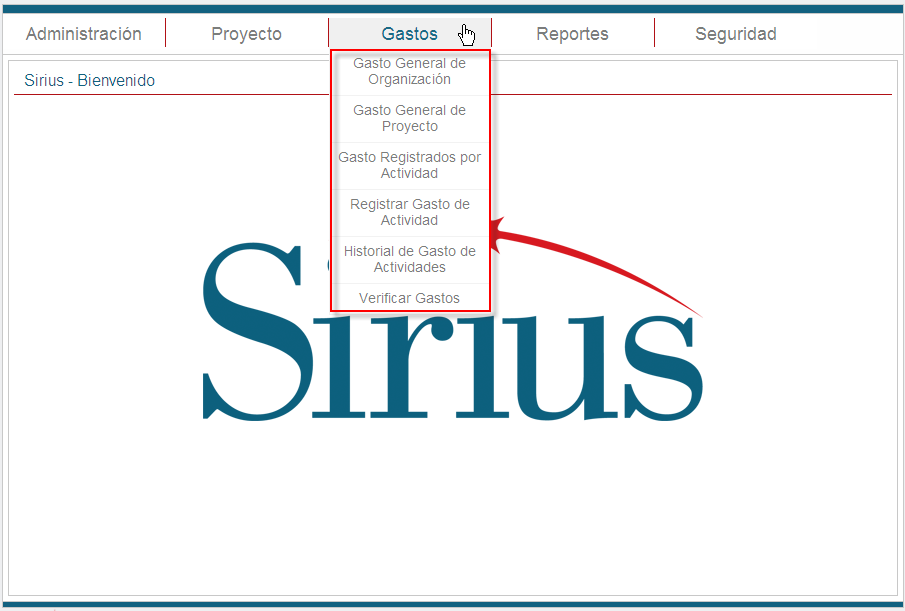 Administración Proyecto Gastos Reportes Seguridad
Sirius - Bienvenido
Gasto General de
Organización
Gasto General de
Proyecto
Gasto Registrados por
Actividad
Registrar Gasto de
Actividad
Historial de Gasto de
Actividades
Verificar Gastos
Sirius